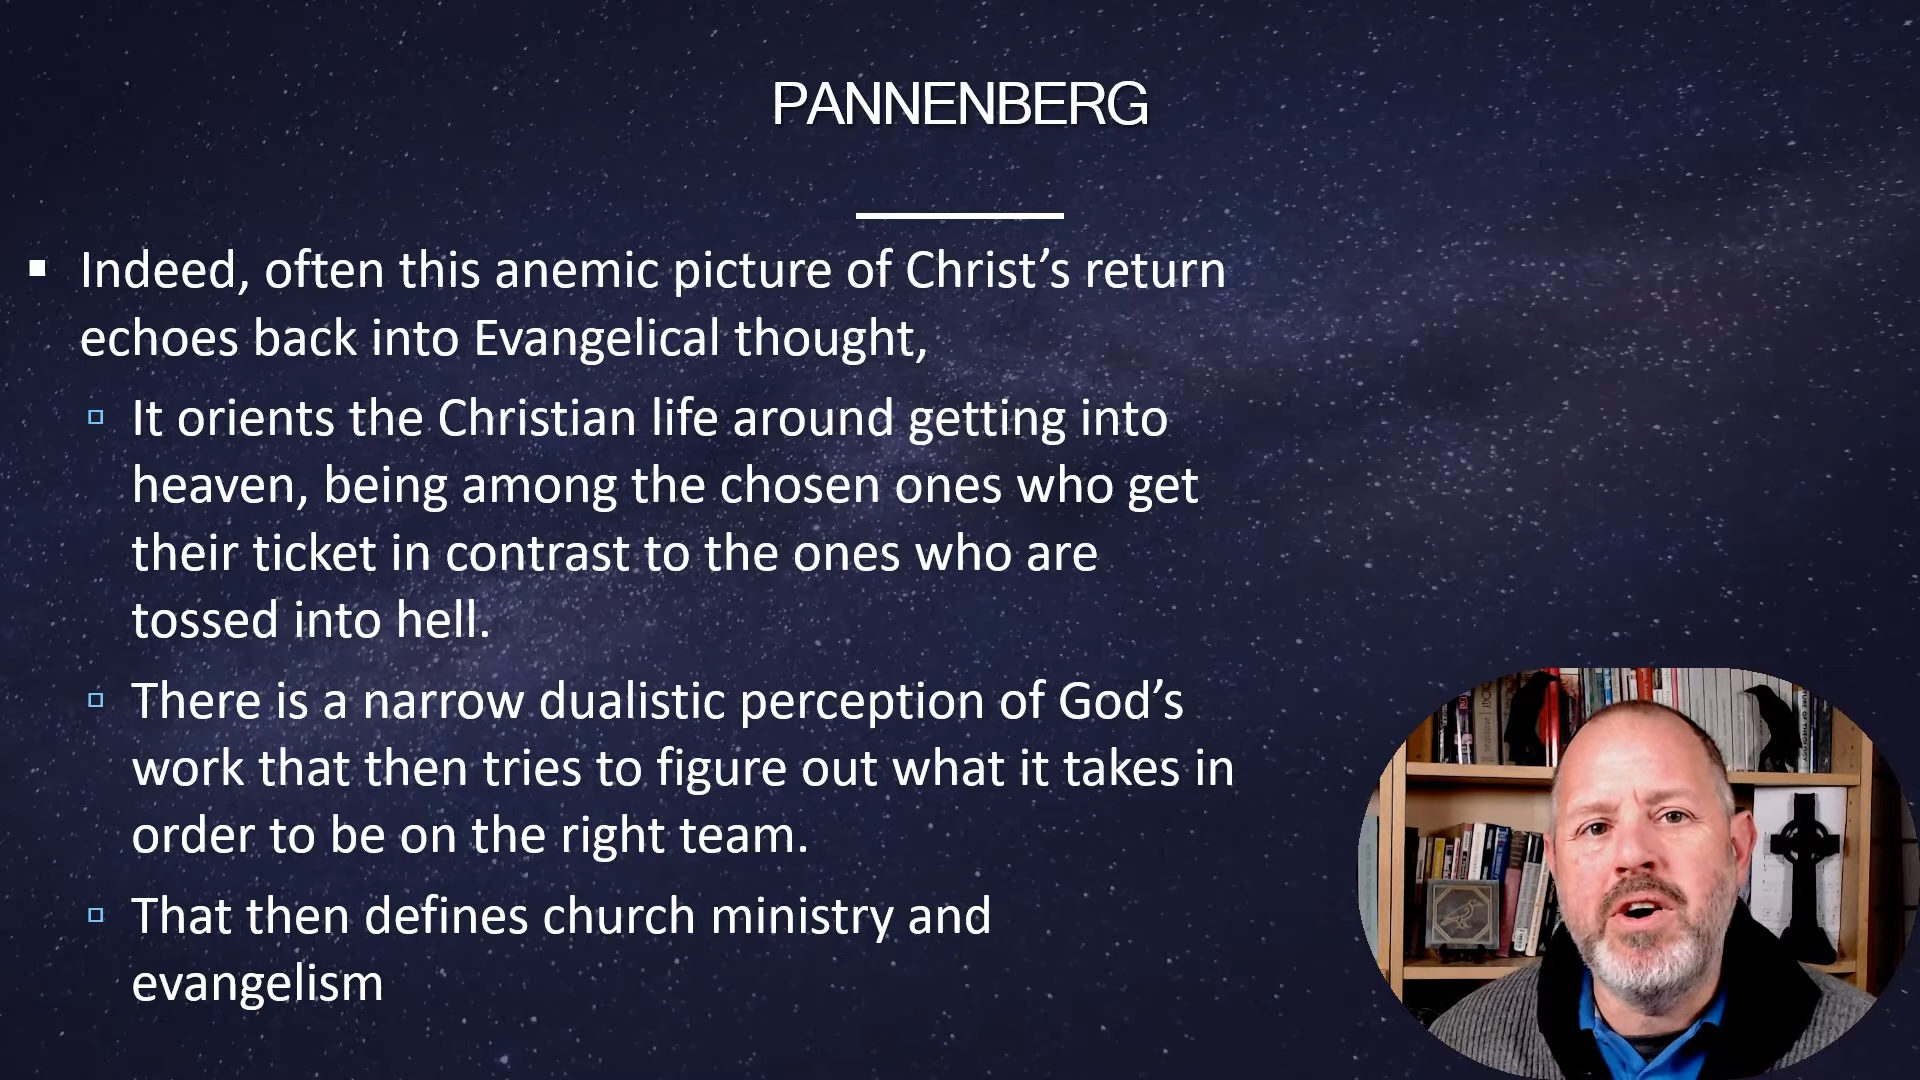 PANNENBERG
Indeed, often this anemic picture of Christ’s return
echoes back into Evangelical thought,
It orients the Christian life around getting into
heaven, being among the chosen ones who get
their ticket in contrast to the ones who are
tossed into hell.
There is a narrow dualistic perception of God’s
work that then tries to figure out what it takes in
order to be on the right team.
That then defines church ministry and
evangelism